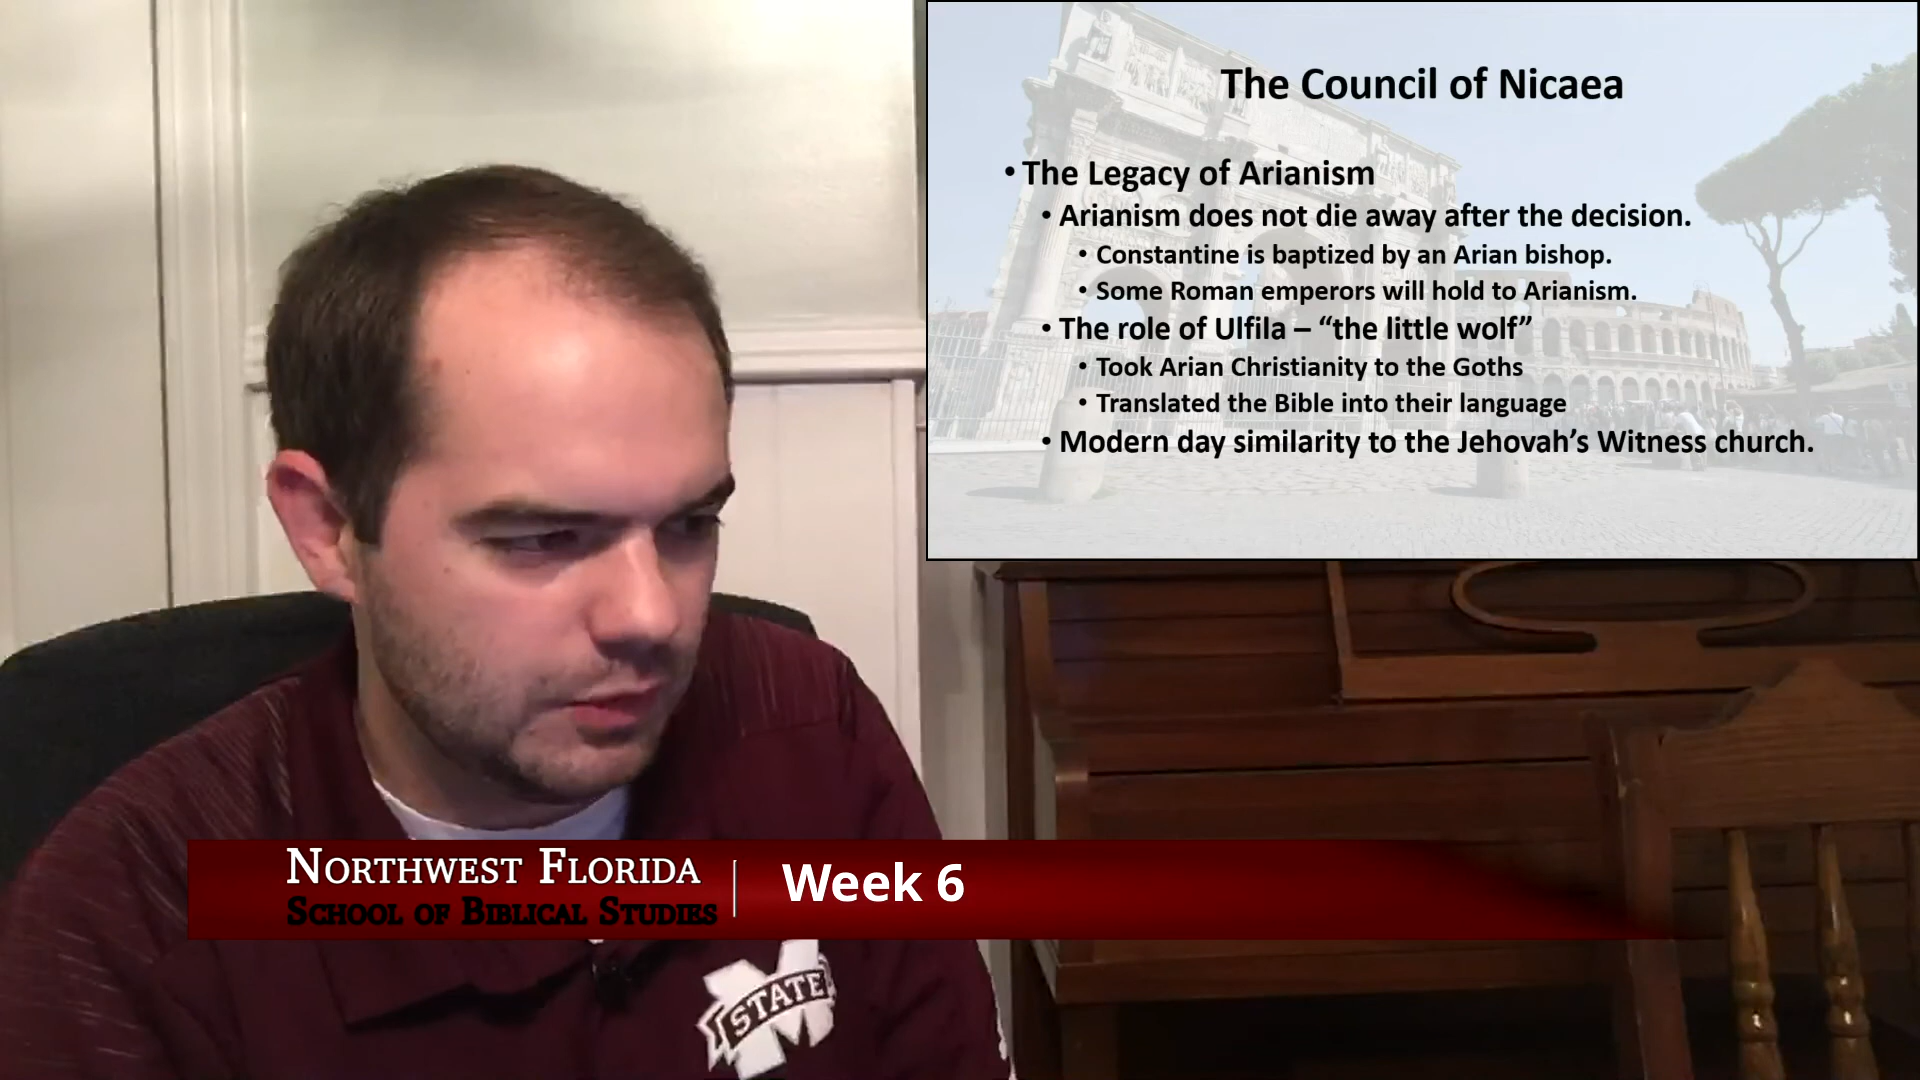 The Council of Nicaea
• The Legacy of Arianism
• Arianism does not die away after the decision.
• Constantine is baptized by an Arian bishop.
• Some Roman emperors will hold to Arianism.
• The role of Ulfila – “the little wolf”
• Took Arian Christianity to the Goths
• Translated the Bible into their language
• Modern day similarity to the Jehovah’s Witness church.
Northwest Florida
School of Biblical Studies
Week 6
STATE